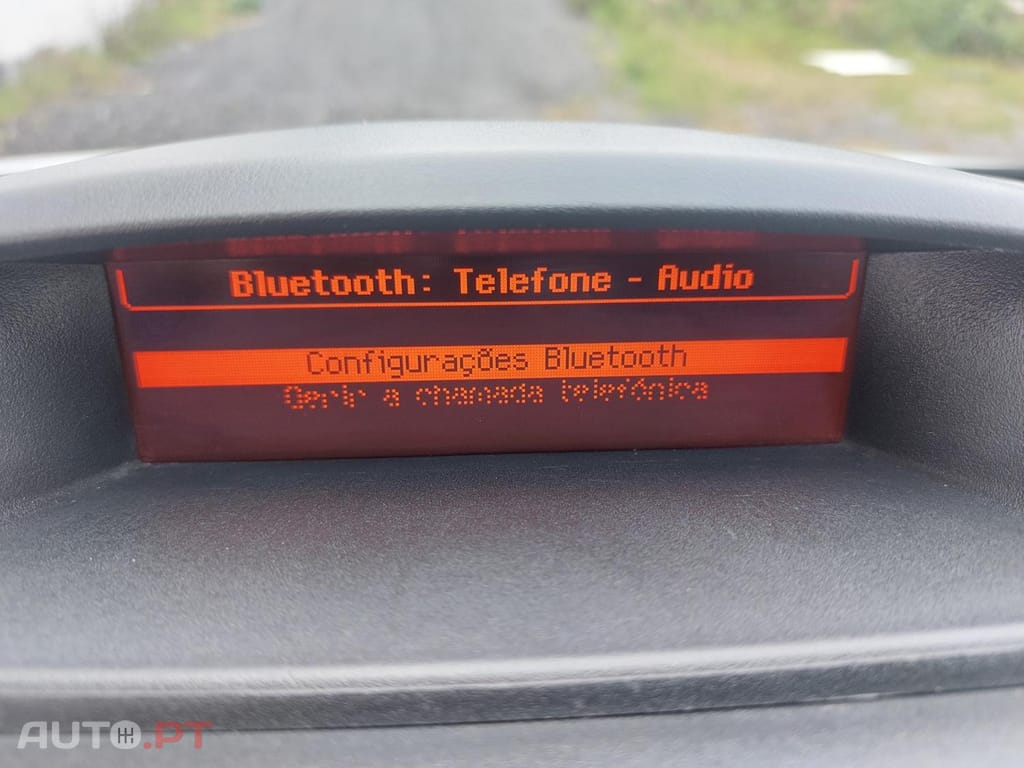 Bluetooth: Telefone - Audio
Configurações Bluetooth
Gerir a chamada telefónica
AUTO.PT